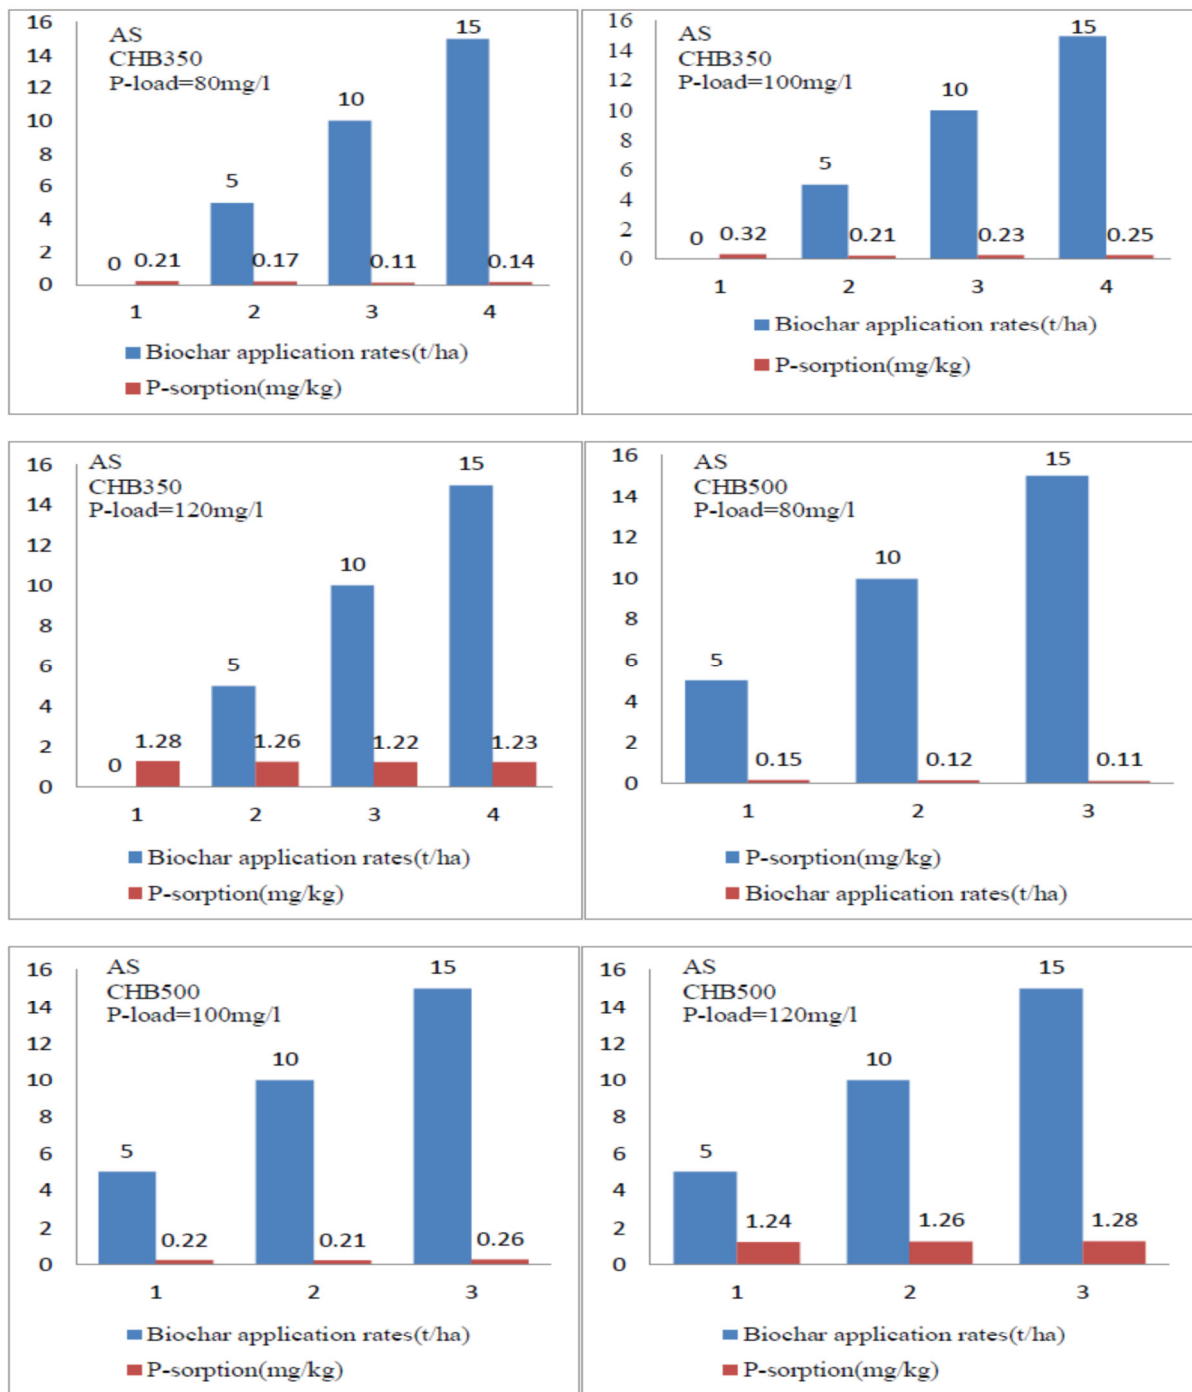 16
14
12
10
8
6
4
2
0
AS
CHB350
P-load=80mg/l
0 0.21
5 0.17
10 0.11
15 0.14
1 2 3 4
Biochar application rates(t/ha)
P-sorption(mg/kg)
16
14
12
10
8
6
4
2
0
AS
CHB350
P-load=100mg/l
0 0.32
5 0.21
10 0.23
15 0.25
1 2 3 4
Biochar application rates(t/ha)
P-sorption(mg/kg)
16
14
12
10
8
6
4
2
0
AS
CHB350
P-load=120mg/l
0 1.28
5 1.26
10 1.22
15 1.23
1 2 3 4
Biochar application rates(t/ha)
P-sorption(mg/kg)
16
14
12
10
8
6
4
2
0
AS
CHB500
P-load=80mg/l
5 0.15
10 0.12
15 0.11
1 2 3
P-sorption(mg/kg)
Biochar application rates(t/ha)
16
14
12
10
8
6
4
2
0
AS
CHB500
P-load=100mg/l
5 0.22
10 0.21
15 0.26
1 2 3
Biochar application rates(t/ha)
P-sorption(mg/kg)
16
14
12
10
8
6
4
2
0
AS
CHB500
P-load=120mg/l
5 1.24
10 1.26
15 1.28
1 2 3
Biochar application rates(t/ha)
P-sorption(mg/kg)